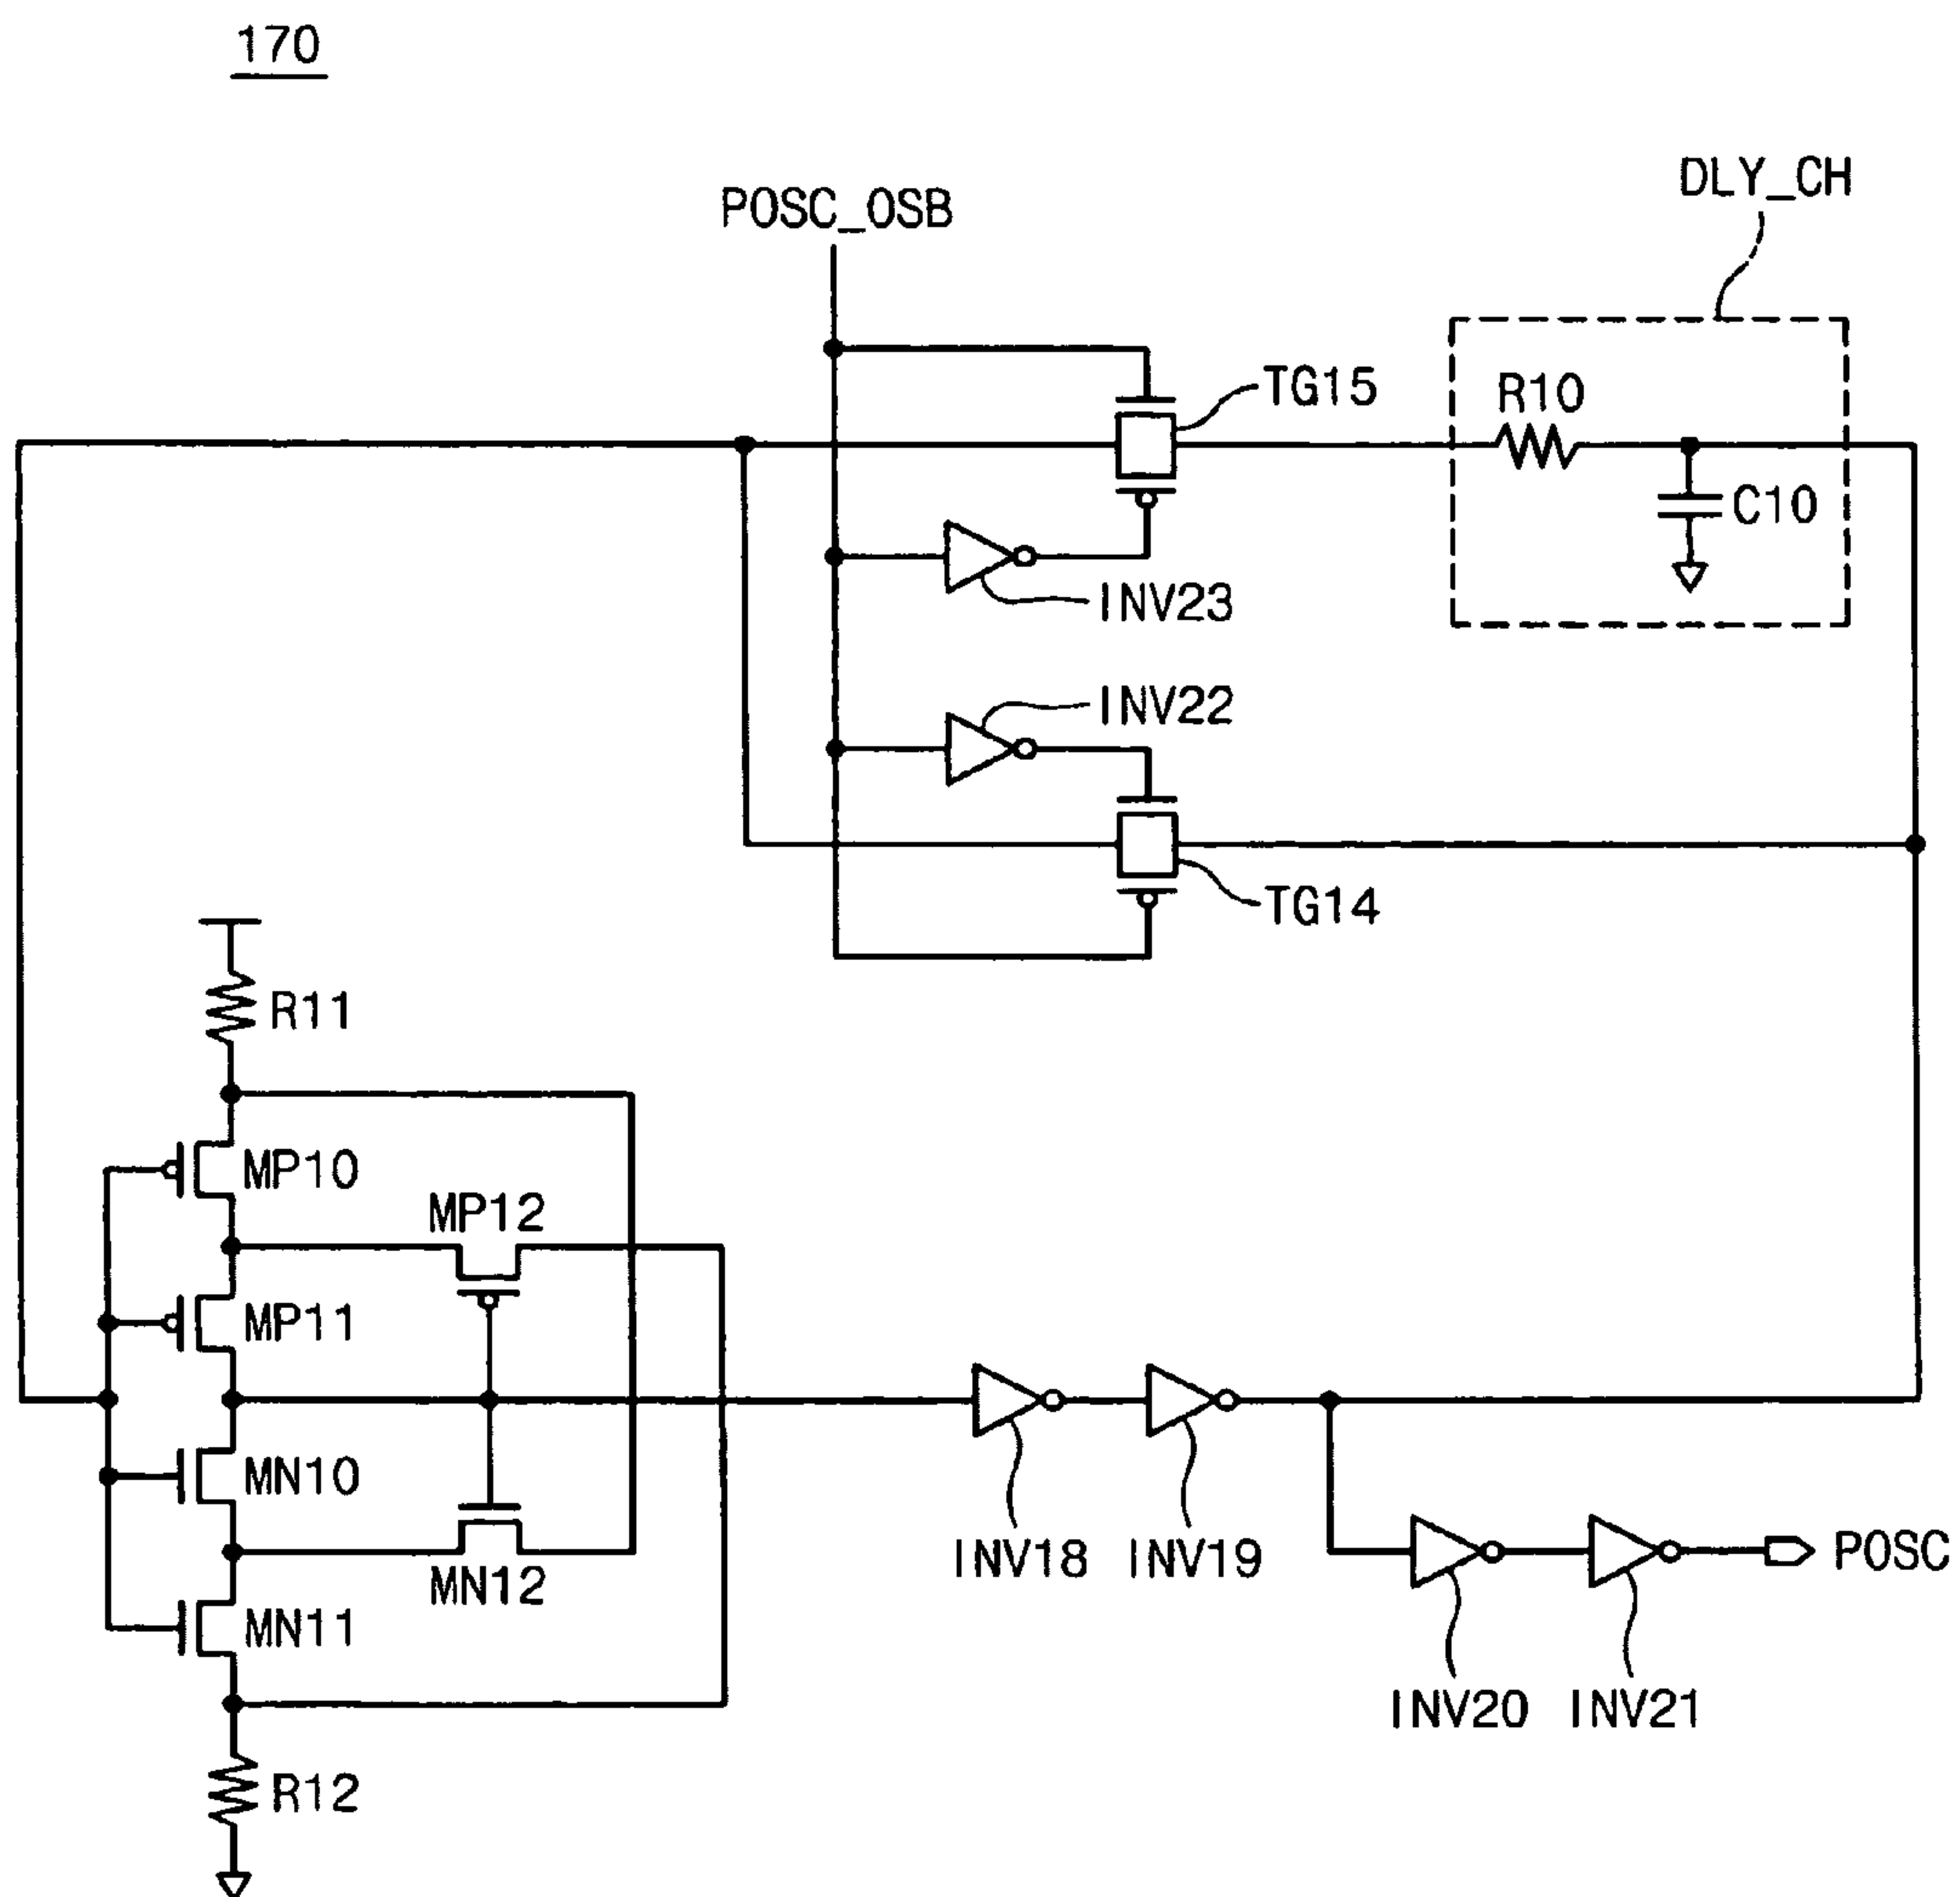 170
DLY_CH
POSC_OSB
TG15
R10
C10
INV23
INV22
TG14
R11
MP10
MP12
MP11
MN10
MN12
MN11
INV18
INV19
POSC
INV20
INV21
R12